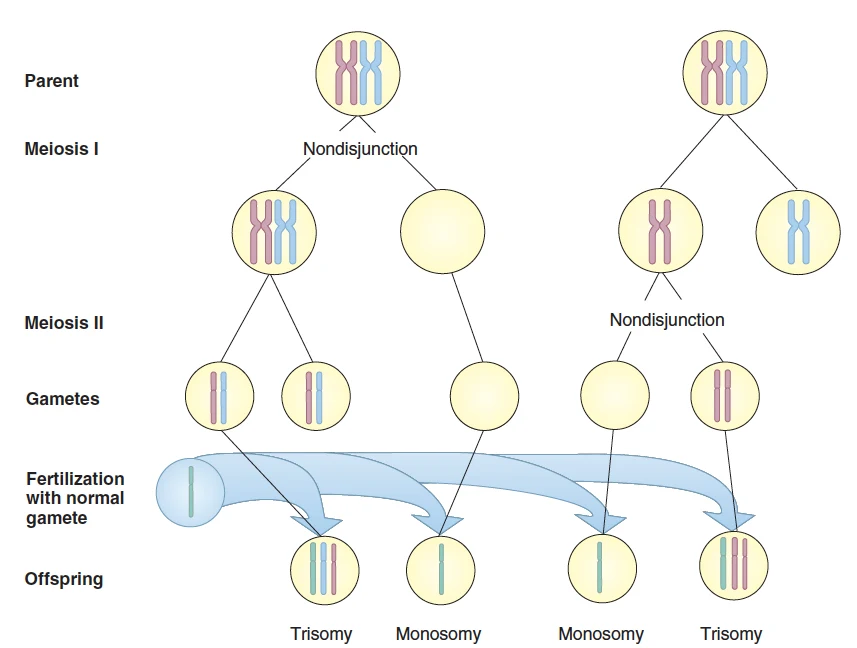 Parent
Meiosis I
Nondisjunction
Meiosis II
Nondisjunction
Gametes
Fertilization
with normal
gamete
Offspring
Trisomy
Monosomy
Monosomy
Trisomy